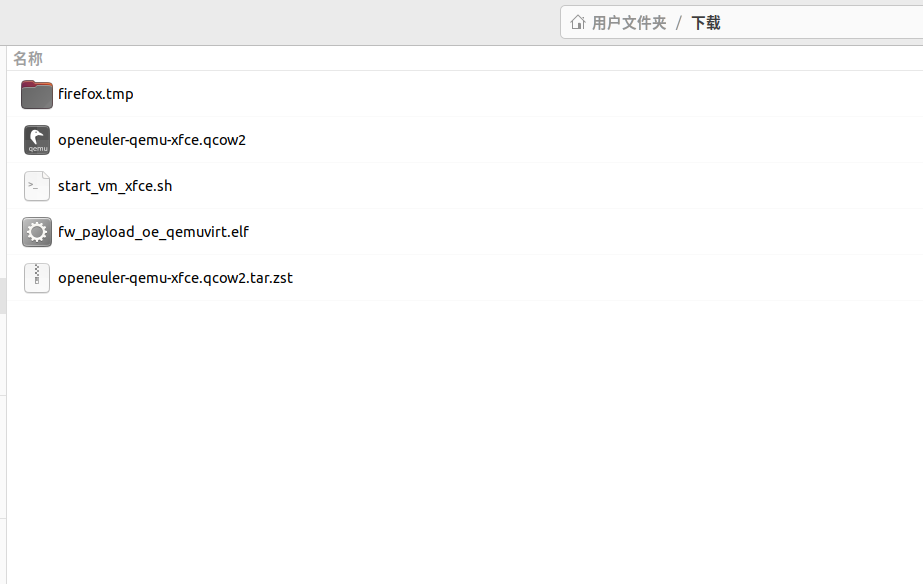 用户文件夹 / 下载
名称
firefox.tmp
openeuler-qemu-xfce.qcow2
start_vm_xfce.sh
fw_payload_oe_qemuvirt.elf
openeuler-qemu-xfce.qcow2.tar.zst
qemu
>_